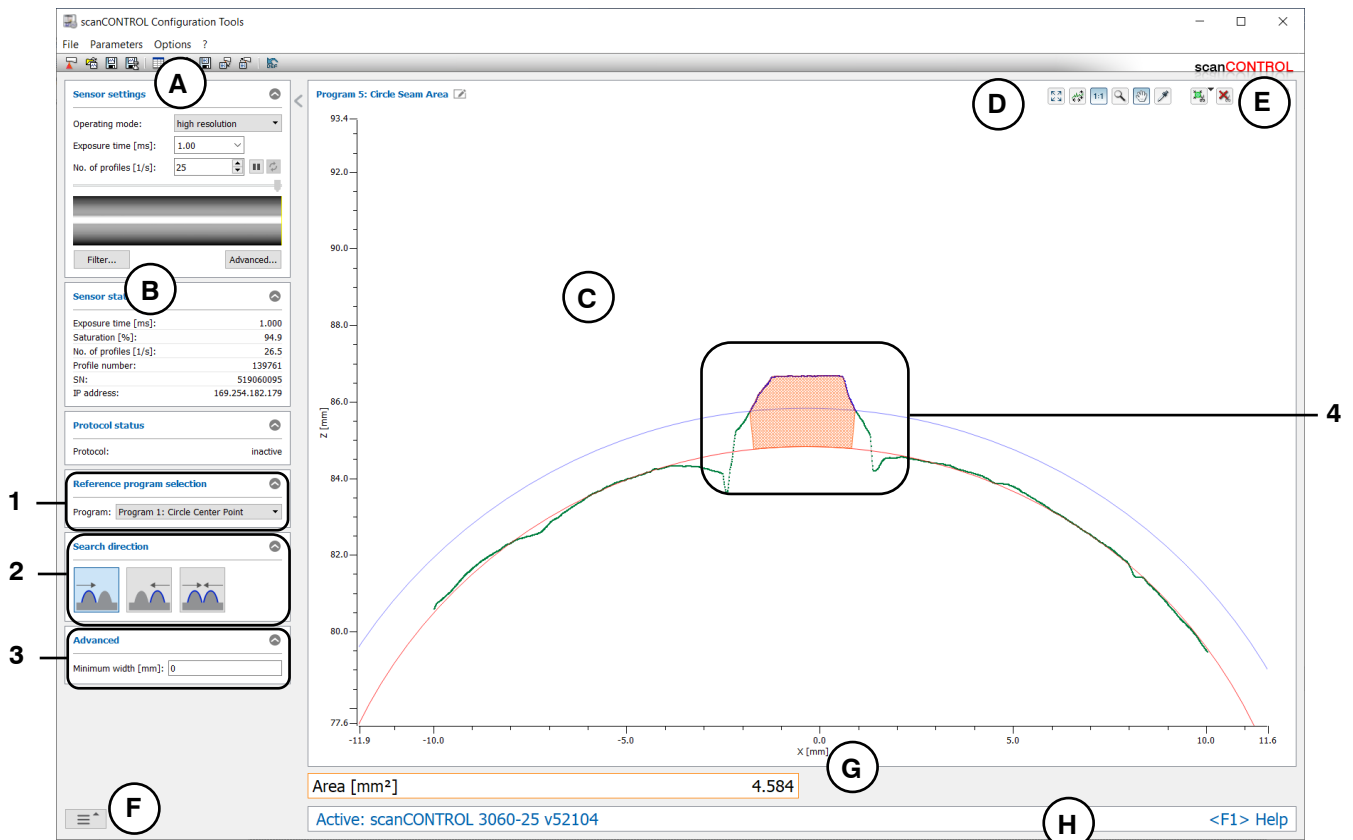 scanCONTROL Configuration Tools
File Parameters Options ?
scanCONTROL
A
Sensor settings
Operating mode: high resolution
Exposure time [ms]: 1.00
No. of profiles [1/s]: 25
Filter... Advanced...
B
Exposure time [ms]: 1.000
Saturation [%]: 94.9
No. of profiles [1/s]: 26.5
Profile number: 139761
SN: 519060095
IP address: 169.254.182.179
Protocol status
Protocol: inactive
1
Reference program selection
Program: Program 1: Circle Center Point
2
Search direction
3
Advanced
Minimum width [mm]: 0
F
Program 5: Circle Seam Area
D
1:1
E
C
4
93.4
92.0
90.0
88.0
86.0
84.0
82.0
80.0
77.6
Z [mm]
-11.9 -10.0 -5.0 0.0 5.0 10.0 11.6
X [mm]
G
Area [mm²] 4.584
Active: scanCONTROL 3060-25 v52104
H
<F1> Help